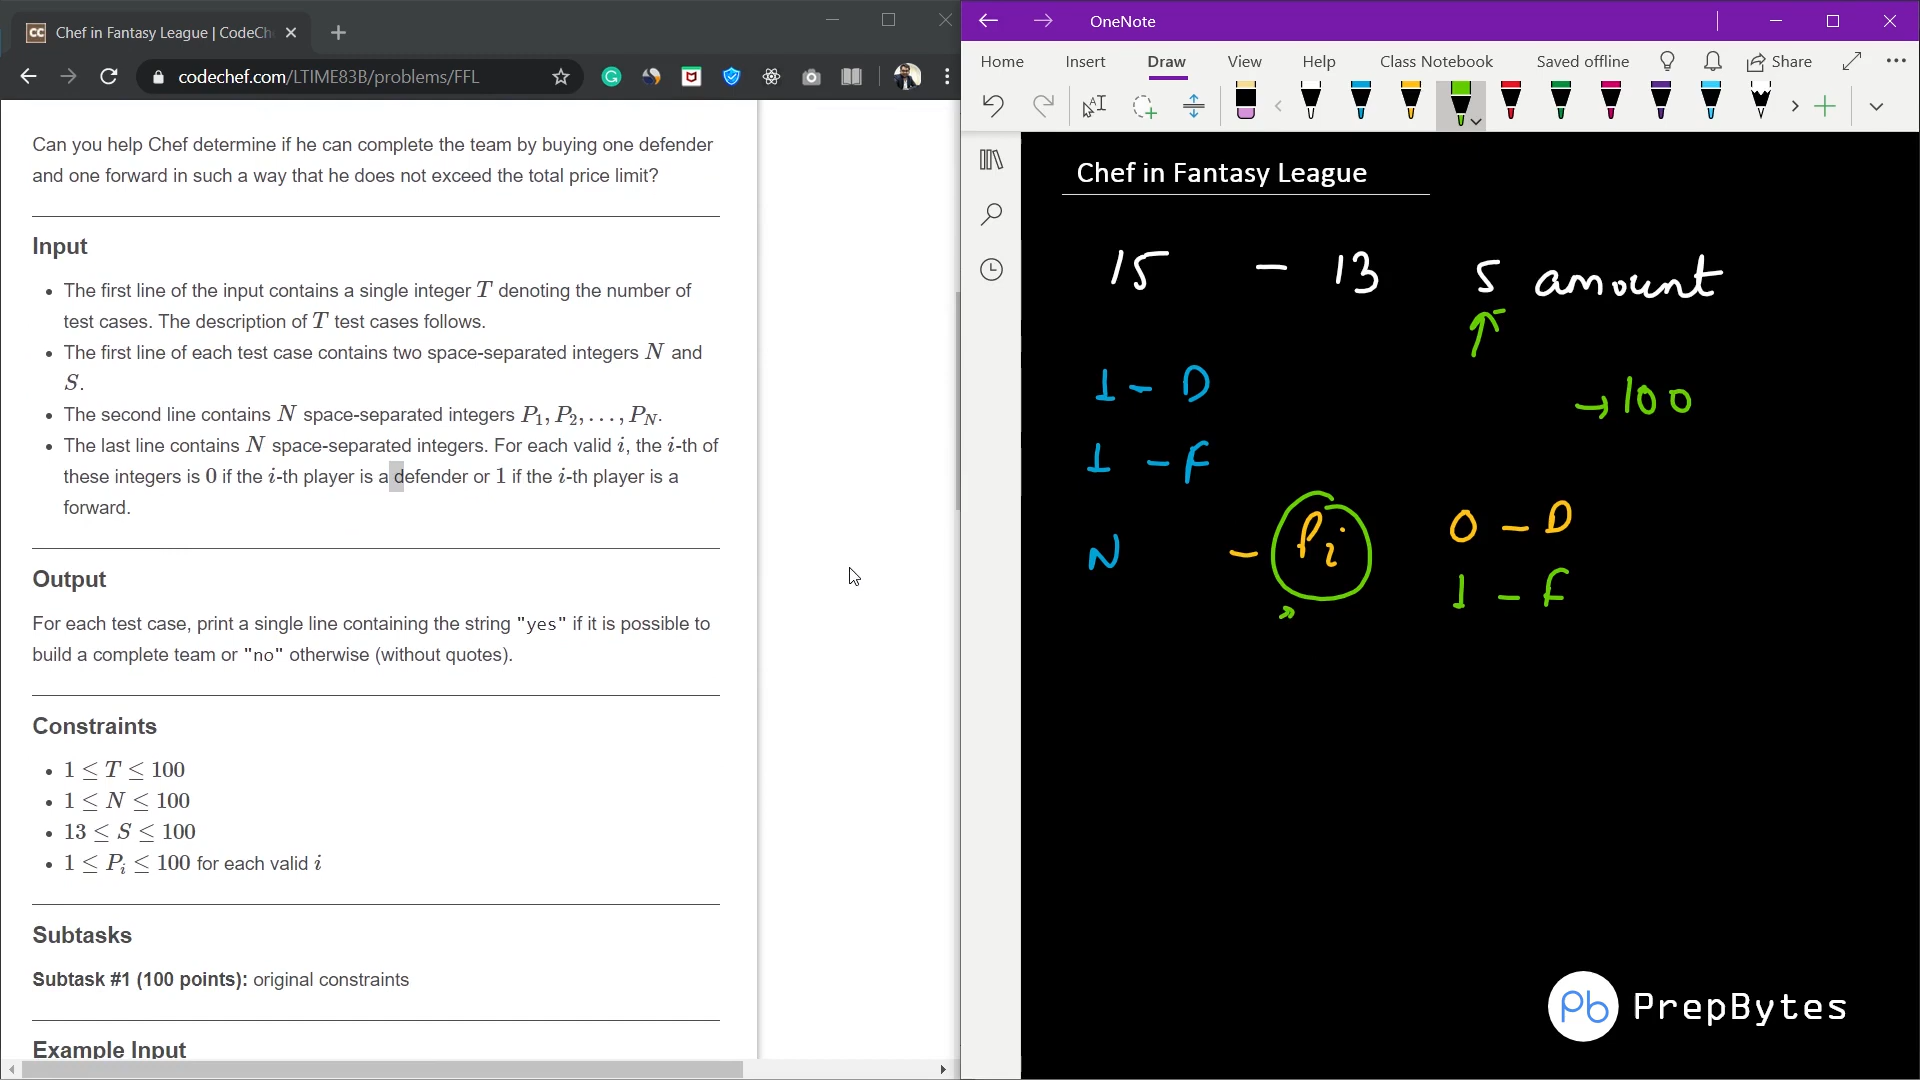 Chef in Fantasy League | CodeCh
codechef.com/LTIME83B/problems/FFL
Can you help Chef determine if he can complete the team by buying one defender
and one forward in such a way that he does not exceed the total price limit?
Input
• The first line of the input contains a single integer T denoting the number of
test cases. The description of T test cases follows.
• The first line of each test case contains two space-separated integers N and
S.
• The second line contains N space-separated integers P₁, P₂, …, P_N.
• The last line contains N space-separated integers. For each valid i, the i-th of
these integers is 0 if the i-th player is a defender or 1 if the i-th player is a
forward.
Output
For each test case, print a single line containing the string "yes" if it is possible to
build a complete team or "no" otherwise (without quotes).
Constraints
• 1 ≤ T ≤ 100
• 1 ≤ N ≤ 100
• 13 ≤ S ≤ 100
• 1 ≤ Pᵢ ≤ 100 for each valid i
Subtasks
Subtask #1 (100 points): original constraints
Example Input
OneNote
Home Insert Draw View Help Class Notebook Saved offline Share
Chef in Fantasy League
15 - 13 S amount
1 - D
→ 100
1 - F
N - Pi 0 - D
1 - F
Pb PrepBytes